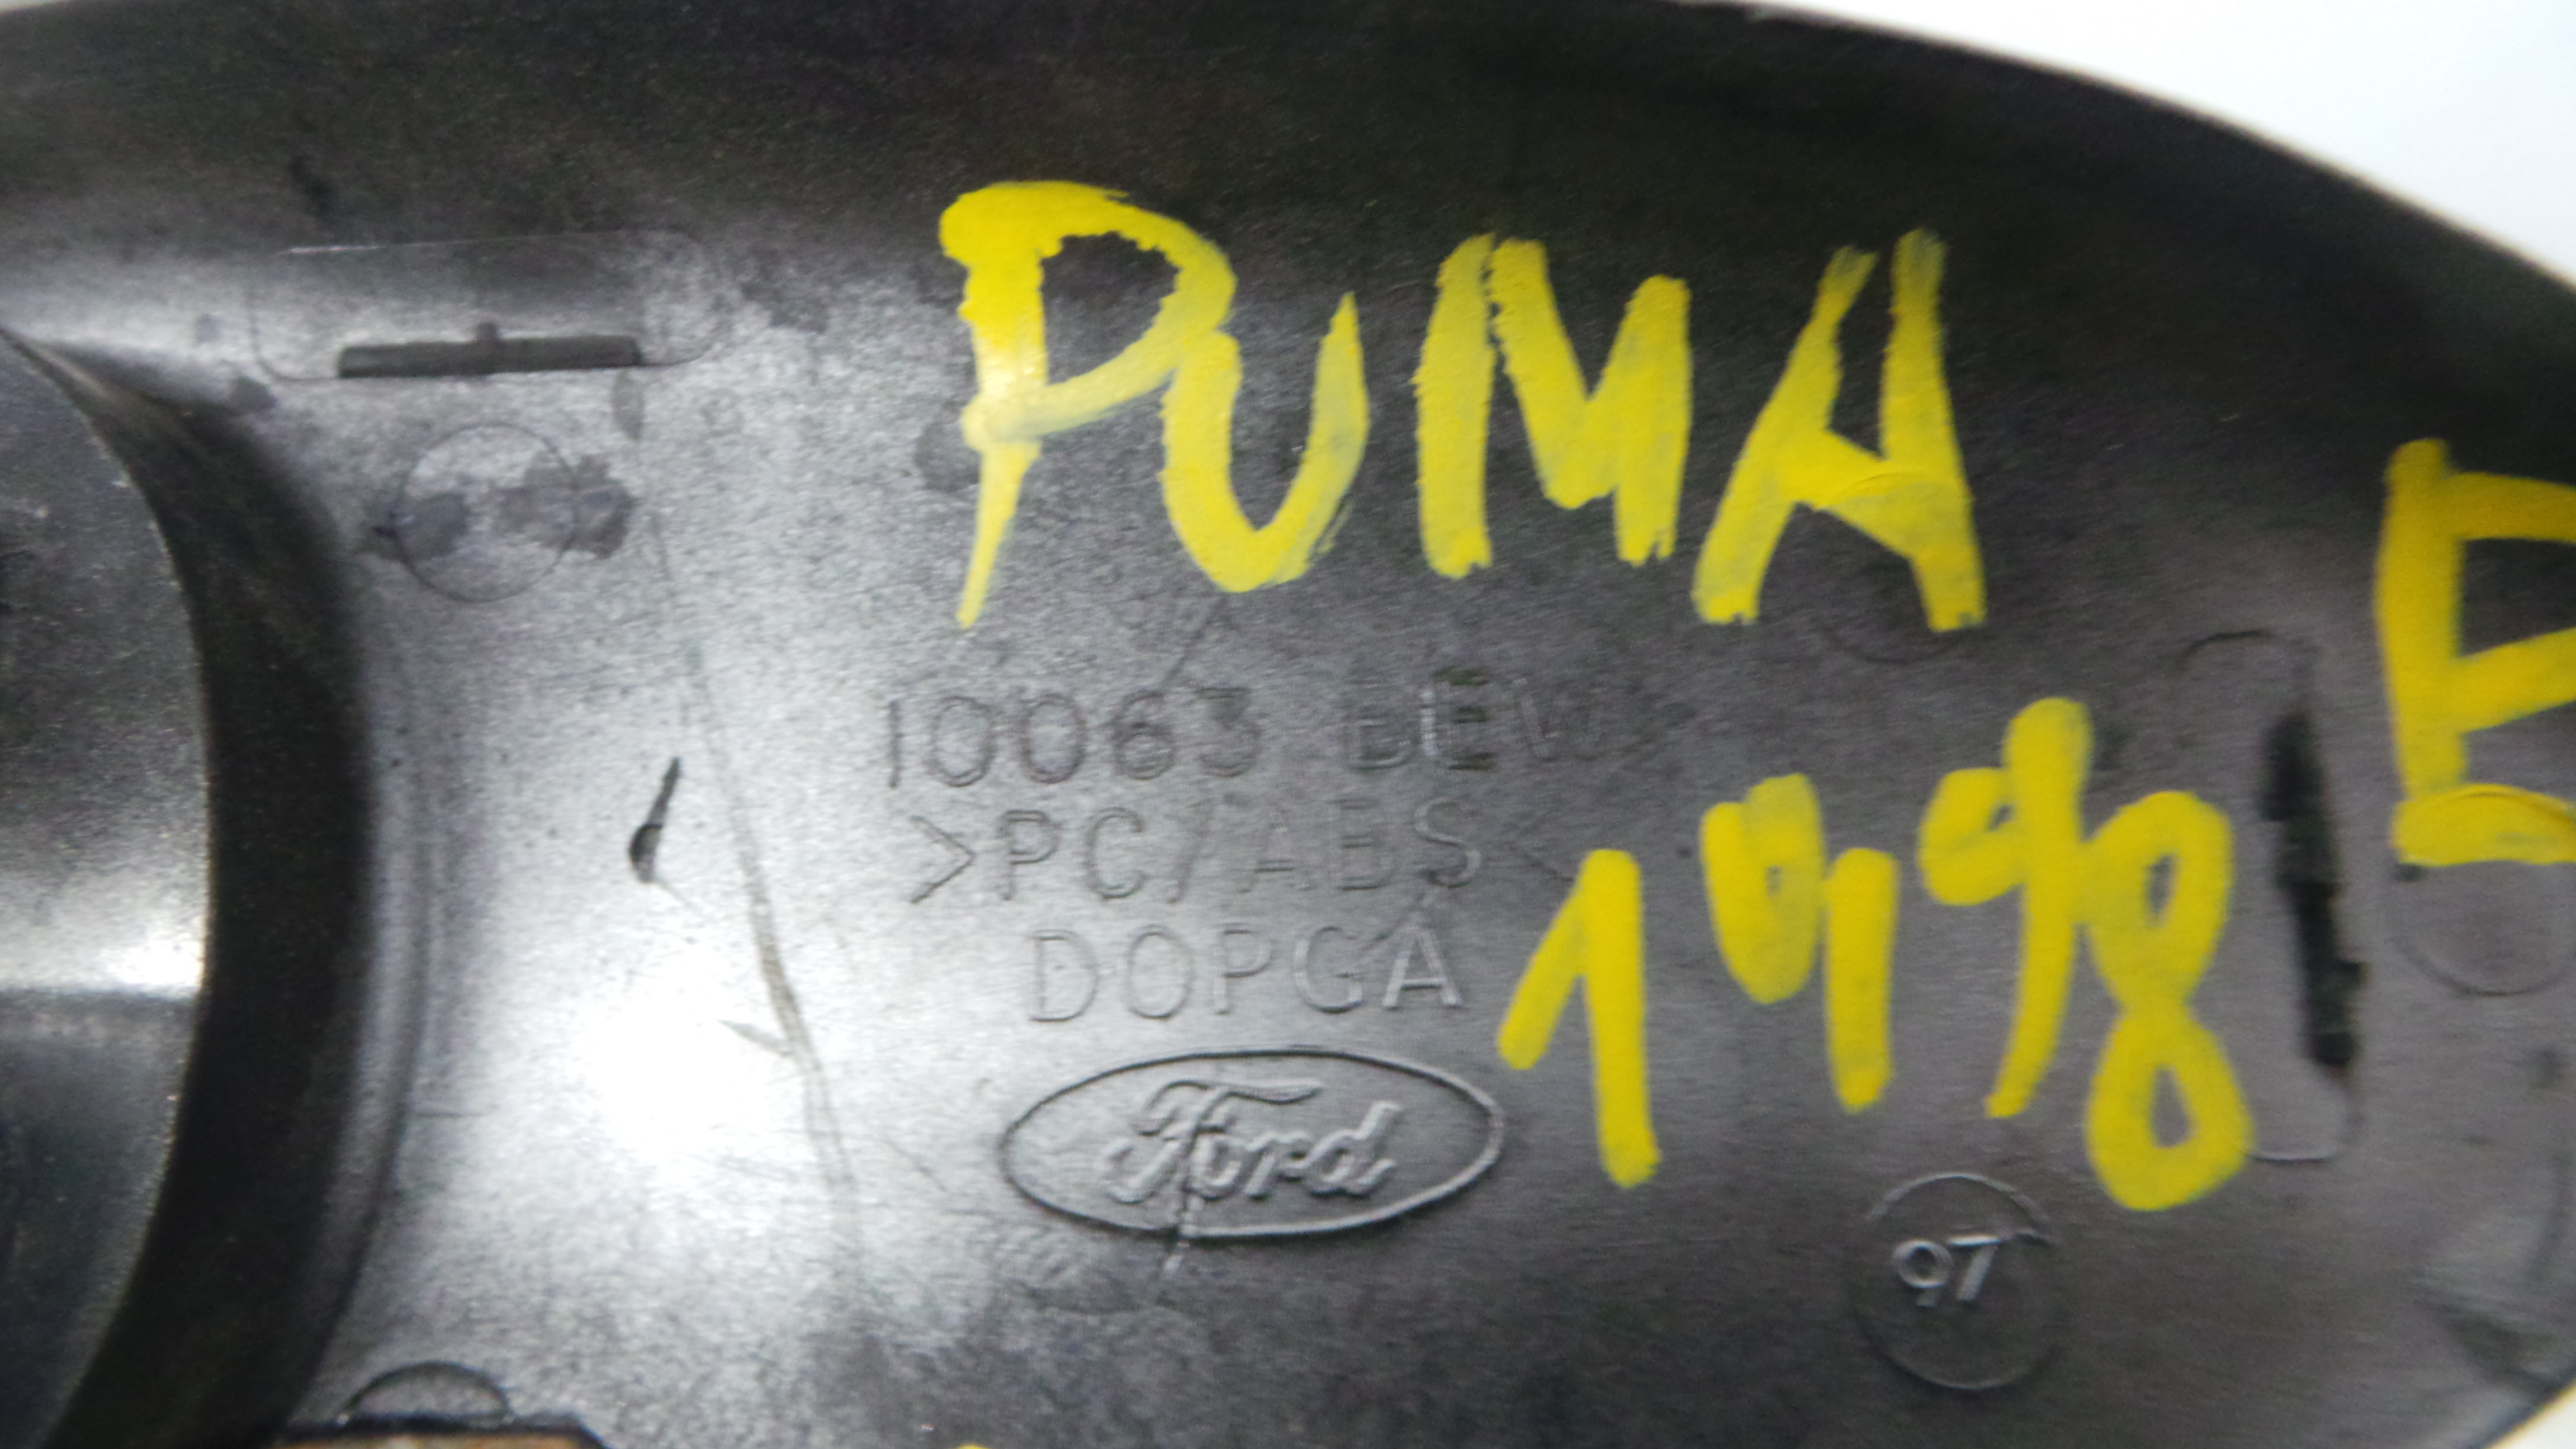 PUMA
E
10063 BEW
>PC/ABS<
1998
DOPGA
Ford
97